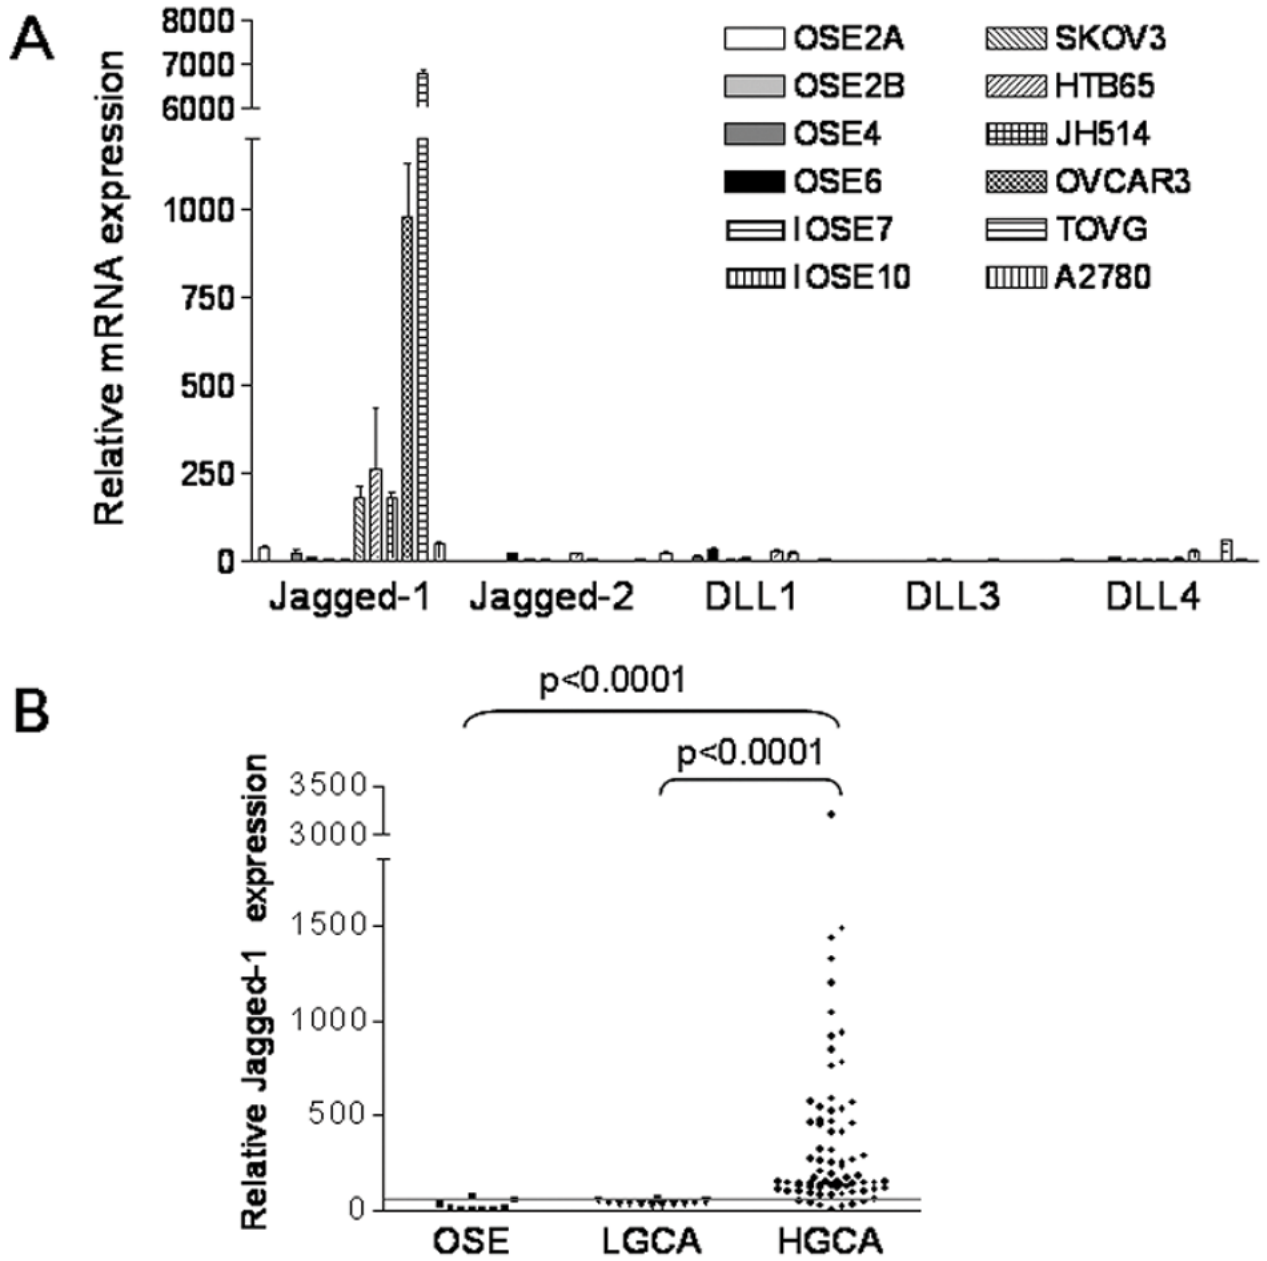 A
Relative mRNA expression
8000
7000
6000
1000
750
500
250
0
OSE2A
OSE2B
OSE4
OSE6
IOSE7
IOSE10
SKOV3
HTB65
JH514
OVCAR3
TOVG
A2780
Jagged-1 Jagged-2 DLL1 DLL3 DLL4
B
p<0.0001
p<0.0001
Relative Jagged-1 expression
3500
3000
1500
1000
500
0
OSE LGCA HGCA